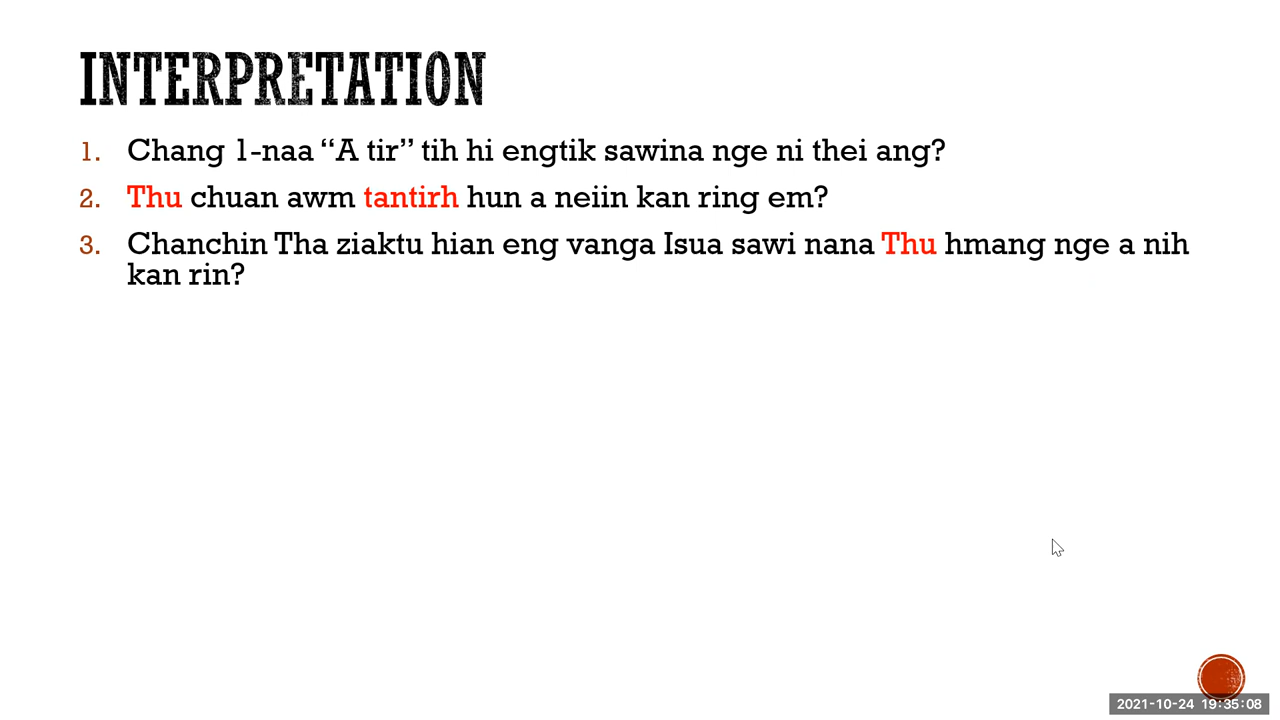 INTERPRETATION
1. Chang 1-naa “A tir” tih hi engtik sawina nge ni thei ang?
2. Thu chuan awm tantirh hun a neiin kan ring em?
3. Chanchin Tha ziaktu hian eng vanga Isua sawi nana Thu hmang nge a nih
kan rin?
2021-10-24 19:35:08